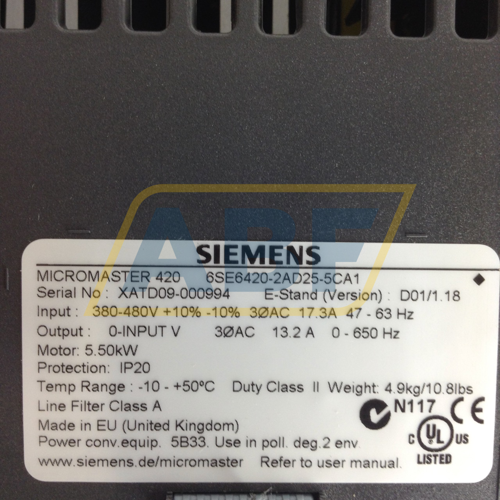 ABF
SIEMENS
MICROMASTER 420 6SE6420-2AD25-5CA1
Serial No : XATD09-000994 E-Stand (Version) : D01/1.18
Input : 380-480V +10% -10% 3ØAC 17.3A 47 - 63 Hz
Output : 0-INPUT V 3ØAC 13.2 A 0 - 650 Hz
Motor: 5.50kW
Protection: IP20
Temp Range : -10 - +50ºC Duty Class II Weight: 4.9kg/10.8lbs
Line Filter Class A
N117 CE
Made in EU (United Kingdom)
C UL US
Power conv.equip. 5B33. Use in poll. deg.2 env.
LISTED
www.siemens.de/micromaster Refer to user manual.